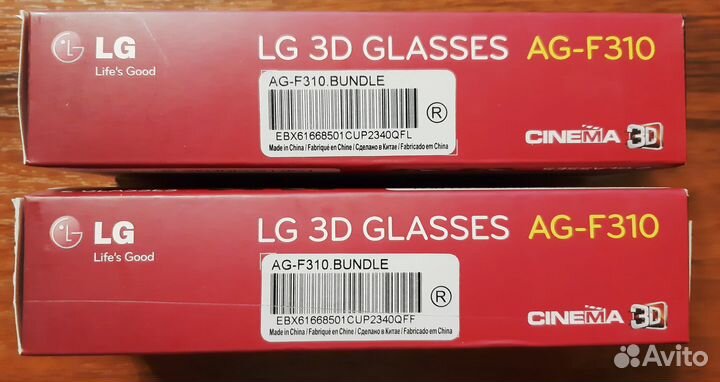 LG
Life's Good
LG 3D GLASSES AG-F310
AG-F310.BUNDLE
EBX61668501CUP2340QFL
Made in China / Fabriqué en Chine / Сделано в Китае / Fabricado em China
R
CINEMA 3D
LG
Life's Good
LG 3D GLASSES AG-F310
AG-F310.BUNDLE
EBX61668501CUP2340QFF
Made in China / Fabriqué en Chine / Сделано в Китае / Fabricado em China
R
CINEMA 3D
Avito